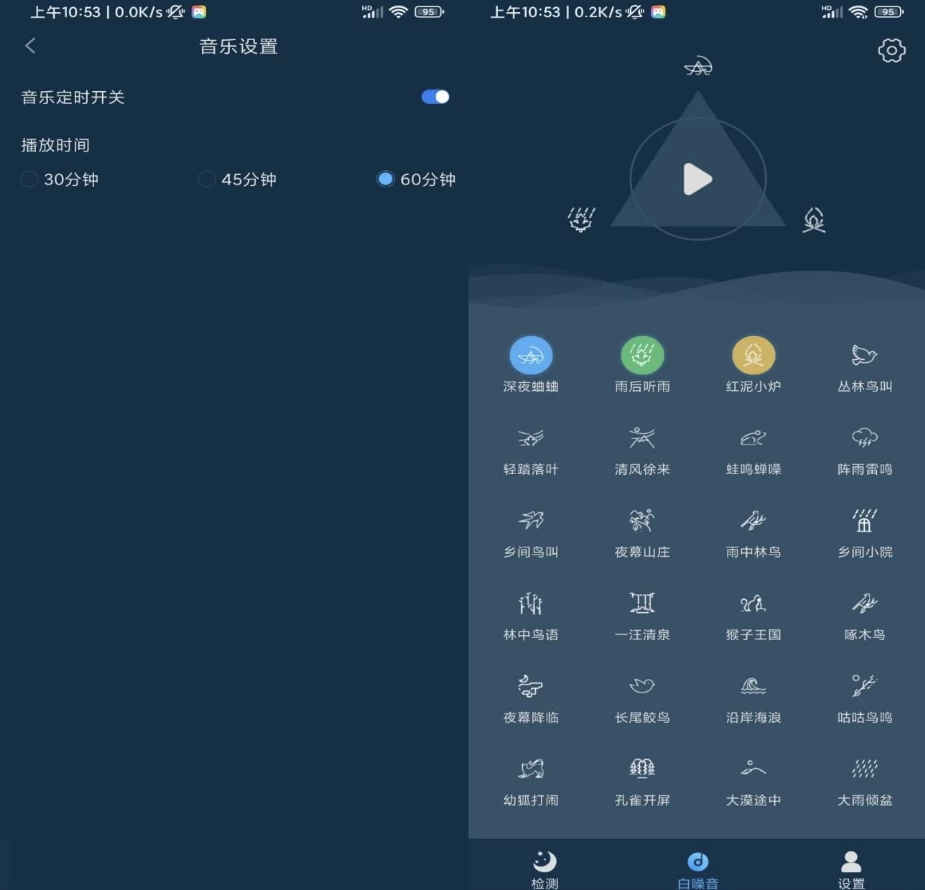 上午10:53 | 0.0K/s
HD
95
音乐设置
音乐定时开关
播放时间
30分钟
45分钟
60分钟
上午10:53 | 0.2K/s
HD
95
深夜蛐蛐
雨后听雨
红泥小炉
丛林鸟叫
轻踏落叶
清风徐来
蛙鸣蝉噪
阵雨雷鸣
乡间鸟叫
夜幕山庄
雨中林鸟
乡间小院
林中鸟语
一汪清泉
猴子王国
啄木鸟
夜幕降临
长尾鲛鸟
沿岸海浪
咕咕鸟鸣
幼狐打闹
孔雀开屏
大漠途中
大雨倾盆
检测
白噪音
设置